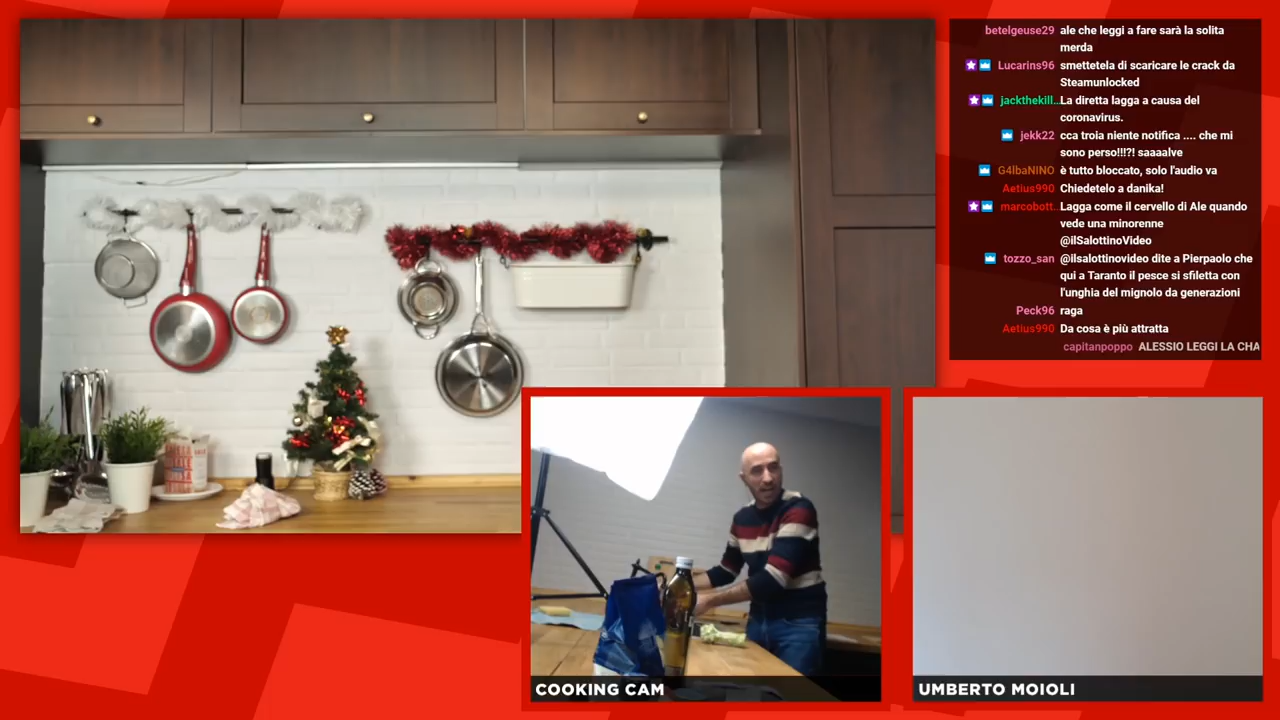 betelgeuse29 ale che leggi a fare sarà la solita
merda
Lucarins96 smettetela di scaricare le crack da
Steamunlocked
jackthekill... La diretta lagga a causa del
coronavirus.
jekk22 cca troia niente notifica .... che mi
sono perso!!!?! saaaalve
G4lbaNINO è tutto bloccato, solo l'audio va
Aetius990 Chiedetelo a danika!
marcobott... Lagga come il cervello di Ale quando
vede una minorenne
@ilSalottinoVideo
tozzo_san @ilsalottinovideo dite a Pierpaolo che
qui a Taranto il pesce si sfiletta con
l'unghia del mignolo da generazioni
Peck96 raga
Aetius990 Da cosa è più attratta
capitanpoppo ALESSIO LEGGI LA CHA
COOKING CAM
UMBERTO MOIOLI